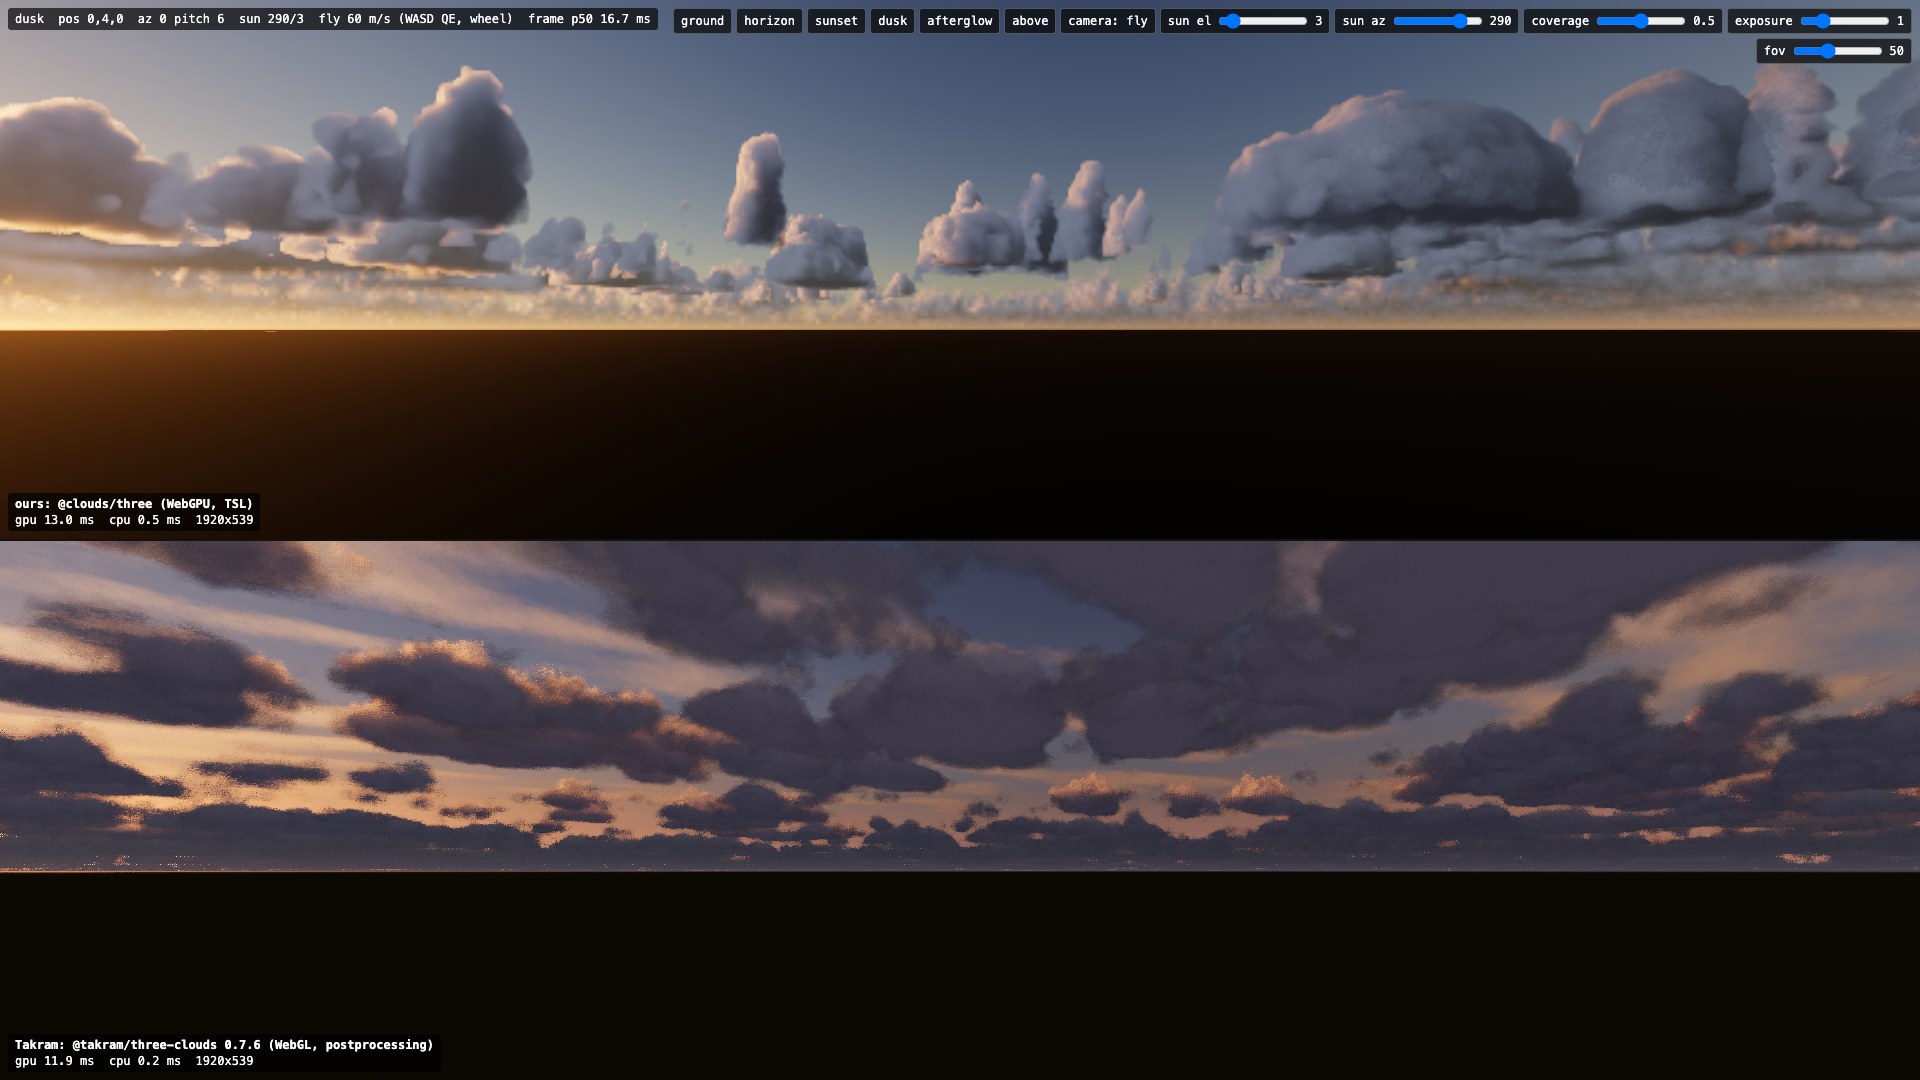 dusk  pos 0,4,0  az 0 pitch 6  sun 290/3  fly 60 m/s (WASD QE, wheel)  frame p50 16.7 ms
ground
horizon
sunset
dusk
afterglow
above
camera: fly
sun el 3
sun az 290
coverage 0.5
exposure 1
fov 50
ours: @clouds/three (WebGPU, TSL)
gpu 13.0 ms  cpu 0.5 ms  1920x539
Takram: @takram/three-clouds 0.7.6 (WebGL, postprocessing)
gpu 11.9 ms  cpu 0.2 ms  1920x539